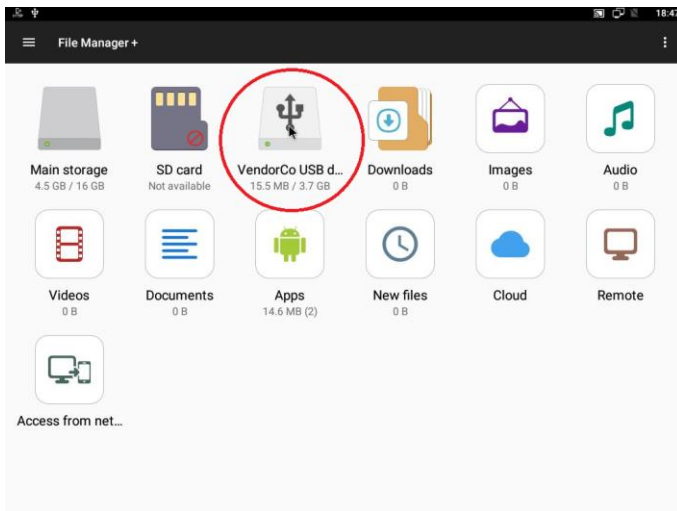 18:47
File Manager +
Main storage
4.5 GB / 16 GB
SD card
Not available
VendorCo USB d...
15.5 MB / 3.7 GB
Downloads
0 B
Images
0 B
Audio
0 B
Videos
0 B
Documents
0 B
Apps
14.6 MB (2)
New files
0 B
Cloud
Remote
Access from net...